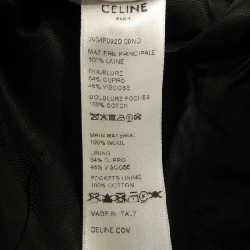 CELINE
PARIS
MATIERE PRINCIPALE
100% LAINE
DOUBLURE
54% CUPRO
46% VISCOSE
DOUBLURE POCHES
100% COTON
MAIN MATERIAL
100% WOOL
LINING
54% CUPRO
46% VISCOSE
POCKETS LINING
100% COTTON
MADE IN ITALY
CELINE.COM